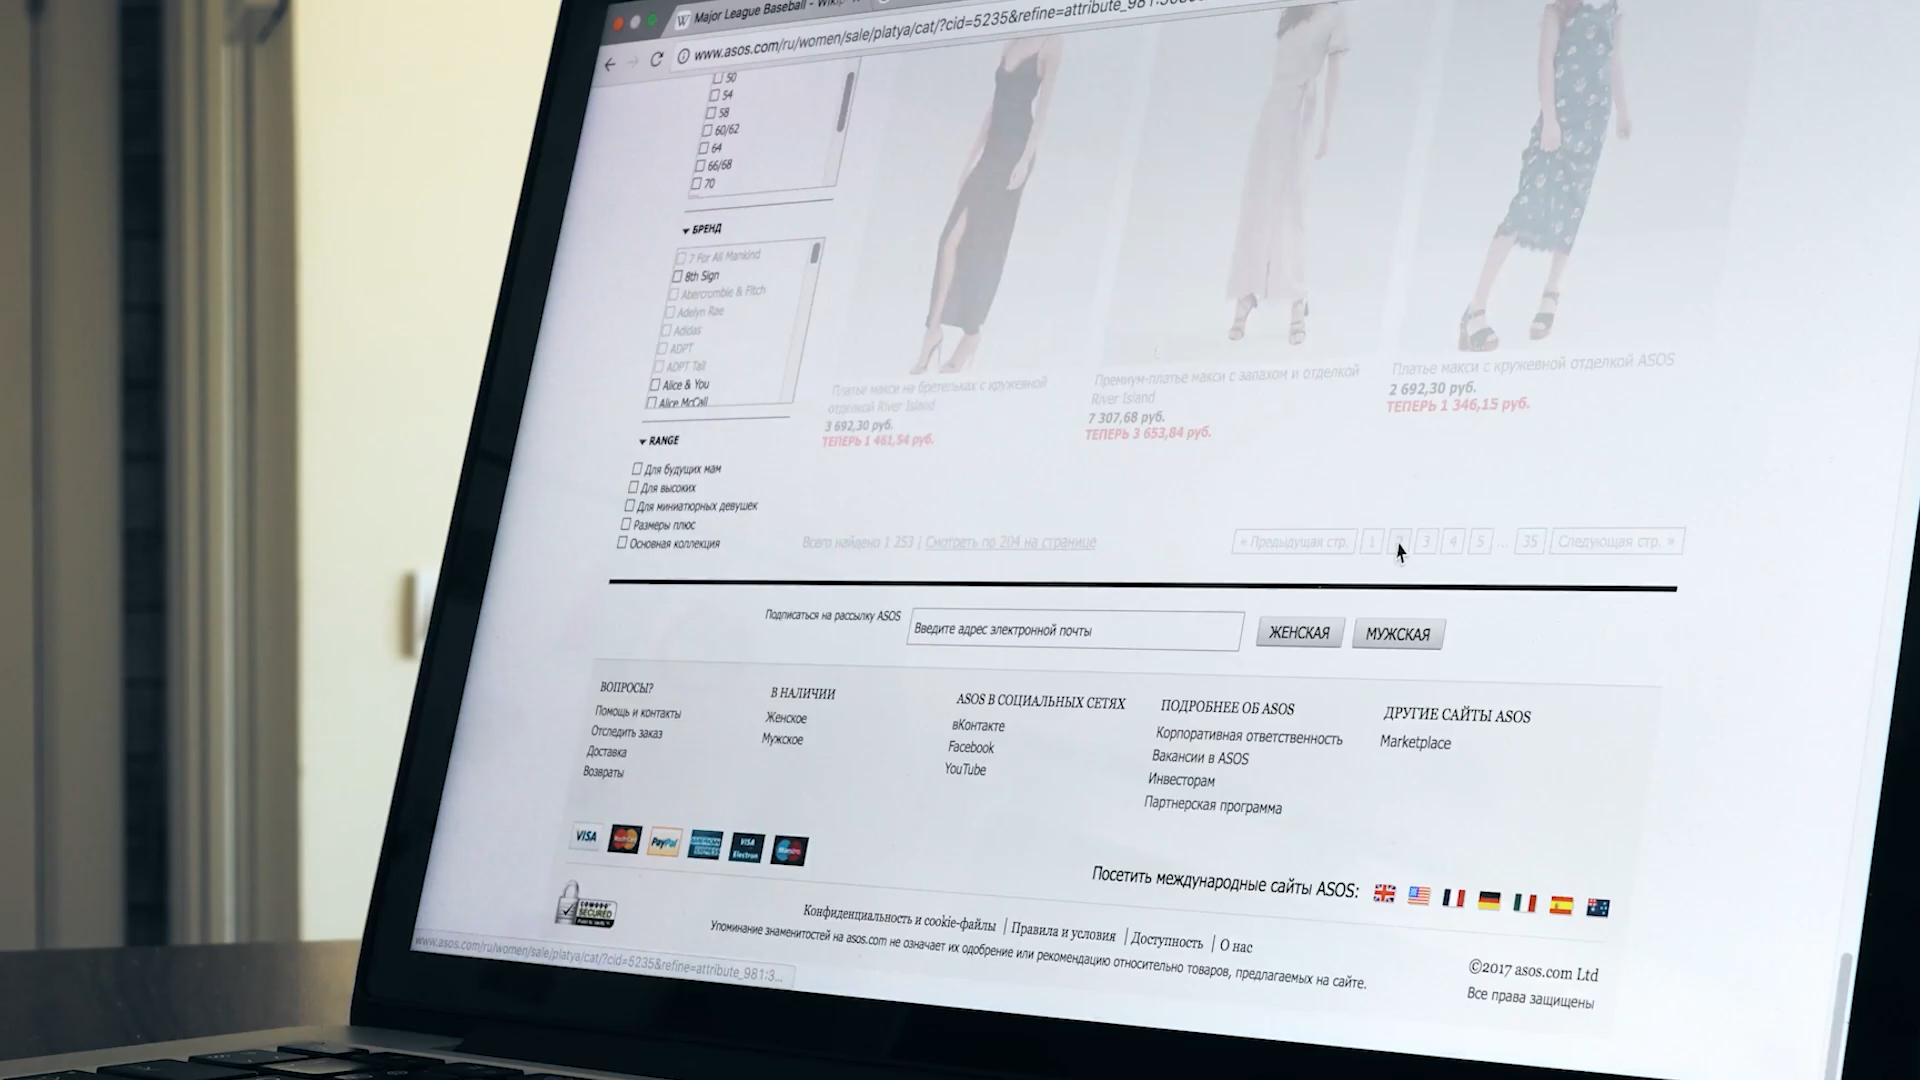 Major League Baseball - Wiki
www.asos.com/ru/women/sale/platya/cat/?cid=5235&refine=attribute_981:
50
54
58
60/62
64
66/68
70
БРЕНД
7 For All Mankind
8th Sign
Abercrombie & Fitch
Adelyn Rae
Adidas
ADPT
ADPT Tall
Alice & You
Alice McCall
RANGE
Для будущих мам
Для высоких
Для миниатюрных девушек
Размеры плюс
Основная коллекция
Платье макси на бретельках с кружевной
отделкой River Island
3 692,30 руб.
ТЕПЕРЬ 1 461,54 руб.
Премиум-платье макси с запахом и отделкой
River Island
7 307,68 руб.
ТЕПЕРЬ 3 653,84 руб.
Платье макси с кружевной отделкой ASOS
2 692,30 руб.
ТЕПЕРЬ 1 346,15 руб.
Всего найдено 1 253 | Смотреть по 204 на странице
« Предыдущая стр. 1 2 3 4 5 ... 35 Следующая стр. »
Подписаться на рассылку ASOS
Введите адрес электронной почты
ЖЕНСКАЯ
МУЖСКАЯ
ВОПРОСЫ?
Помощь и контакты
Отследить заказ
Доставка
Возвраты
В НАЛИЧИИ
Женское
Мужское
ASOS В СОЦИАЛЬНЫХ СЕТЯХ
вКонтакте
Facebook
YouTube
ПОДРОБНЕЕ ОБ ASOS
Корпоративная ответственность
Вакансии в ASOS
Инвесторам
Партнерская программа
ДРУГИЕ САЙТЫ ASOS
Marketplace
VISA
MasterCard
PayPal
AMERICAN EXPRESS
VISA Electron
Maestro
Посетить международные сайты ASOS:
COMODO
SECURED
Конфиденциальность и cookie-файлы | Правила и условия | Доступность | О нас
Упоминание знаменитостей на asos.com не означает их одобрение или рекомендацию относительно товаров, предлагаемых на сайте.
©2017 asos.com Ltd
Все права защищены
www.asos.com/ru/women/sale/platya/cat/?cid=5235&refine=attribute_981:3...